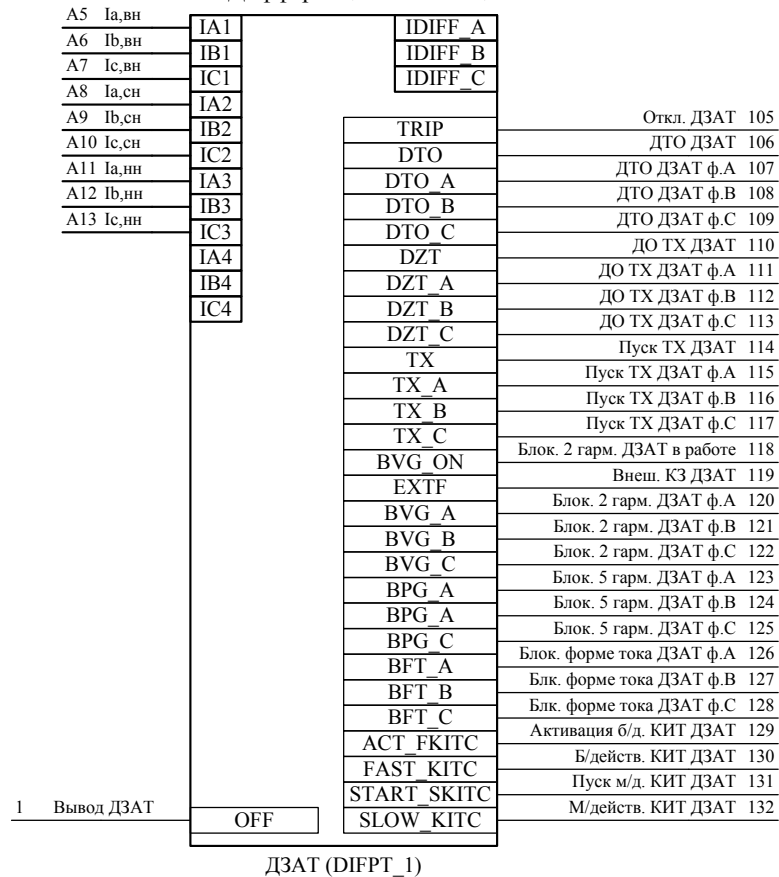 A5 Ia,вн
A6 Ib,вн
A7 Ic,вн
A8 Ia,сн
A9 Ib,сн
A10 Ic,сн
A11 Ia,нн
A12 Ib,нн
A13 Ic,нн
IA1
IB1
IC1
IA2
IB2
IC2
IA3
IB3
IC3
IA4
IB4
IC4
IDIFF_A
IDIFF_B
IDIFF_C
TRIP
DTO
DTO_A
DTO_B
DTO_C
DZT
DZT_A
DZT_B
DZT_C
TX
TX_A
TX_B
TX_C
BVG_ON
EXTF
BVG_A
BVG_B
BVG_C
BPG_A
BPG_A
BPG_C
BFT_A
BFT_B
BFT_C
ACT_FKITC
FAST_KITC
START_SKITC
SLOW_KITC
Откл. ДЗАТ 105
ДТО ДЗАТ 106
ДТО ДЗАТ ф.А 107
ДТО ДЗАТ ф.В 108
ДТО ДЗАТ ф.С 109
ДО ТХ ДЗАТ 110
ДО ТХ ДЗАТ ф.А 111
ДО ТХ ДЗАТ ф.В 112
ДО ТХ ДЗАТ ф.С 113
Пуск ТХ ДЗАТ 114
Пуск ТХ ДЗАТ ф.А 115
Пуск ТХ ДЗАТ ф.В 116
Пуск ТХ ДЗАТ ф.С 117
Блок. 2 гарм. ДЗАТ в работе 118
Внеш. КЗ ДЗАТ 119
Блок. 2 гарм. ДЗАТ ф.А 120
Блок. 2 гарм. ДЗАТ ф.В 121
Блок. 2 гарм. ДЗАТ ф.С 122
Блок. 5 гарм. ДЗАТ ф.А 123
Блок. 5 гарм. ДЗАТ ф.В 124
Блок. 5 гарм. ДЗАТ ф.С 125
Блок. форме тока ДЗАТ ф.А 126
Блк. форме тока ДЗАТ ф.В 127
Блк. форме тока ДЗАТ ф.С 128
Активация б/д. КИТ ДЗАТ 129
Б/действ. КИТ ДЗАТ 130
Пуск м/д. КИТ ДЗАТ 131
М/действ. КИТ ДЗАТ 132
1 Вывод ДЗАТ
OFF
ДЗАТ (DIFPT_1)